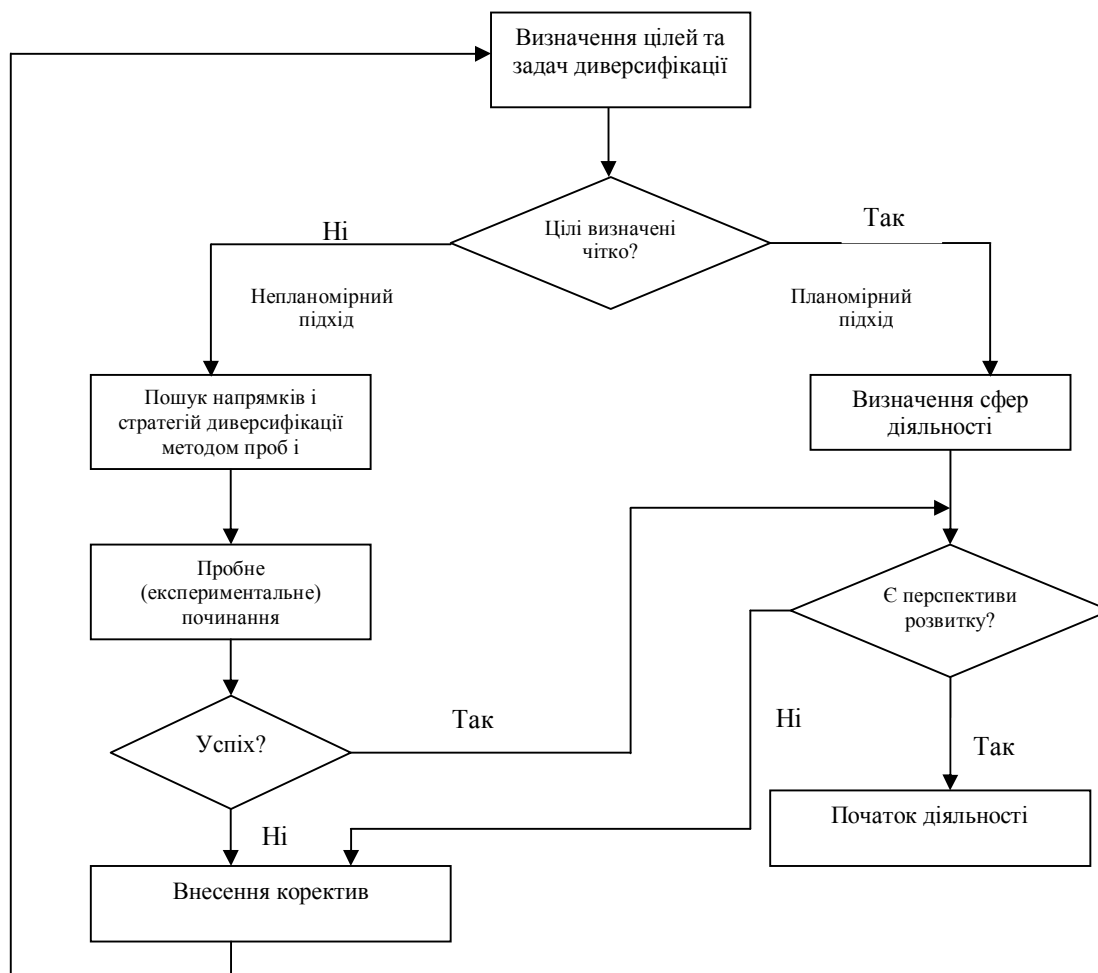 Визначення цілей та
задач диверсифікації
Ні
Так
Цілі визначені
чітко?
Непланомірний
підхід
Планомірний
підхід
Пошук напрямків і
стратегій диверсифікації
методом проб і
Визначення сфер
діяльності
Пробне
(експериментальне)
починання
Є перспективи
розвитку?
Успіх?
Так
Ні
Так
Початок діяльності
Ні
Внесення коректив